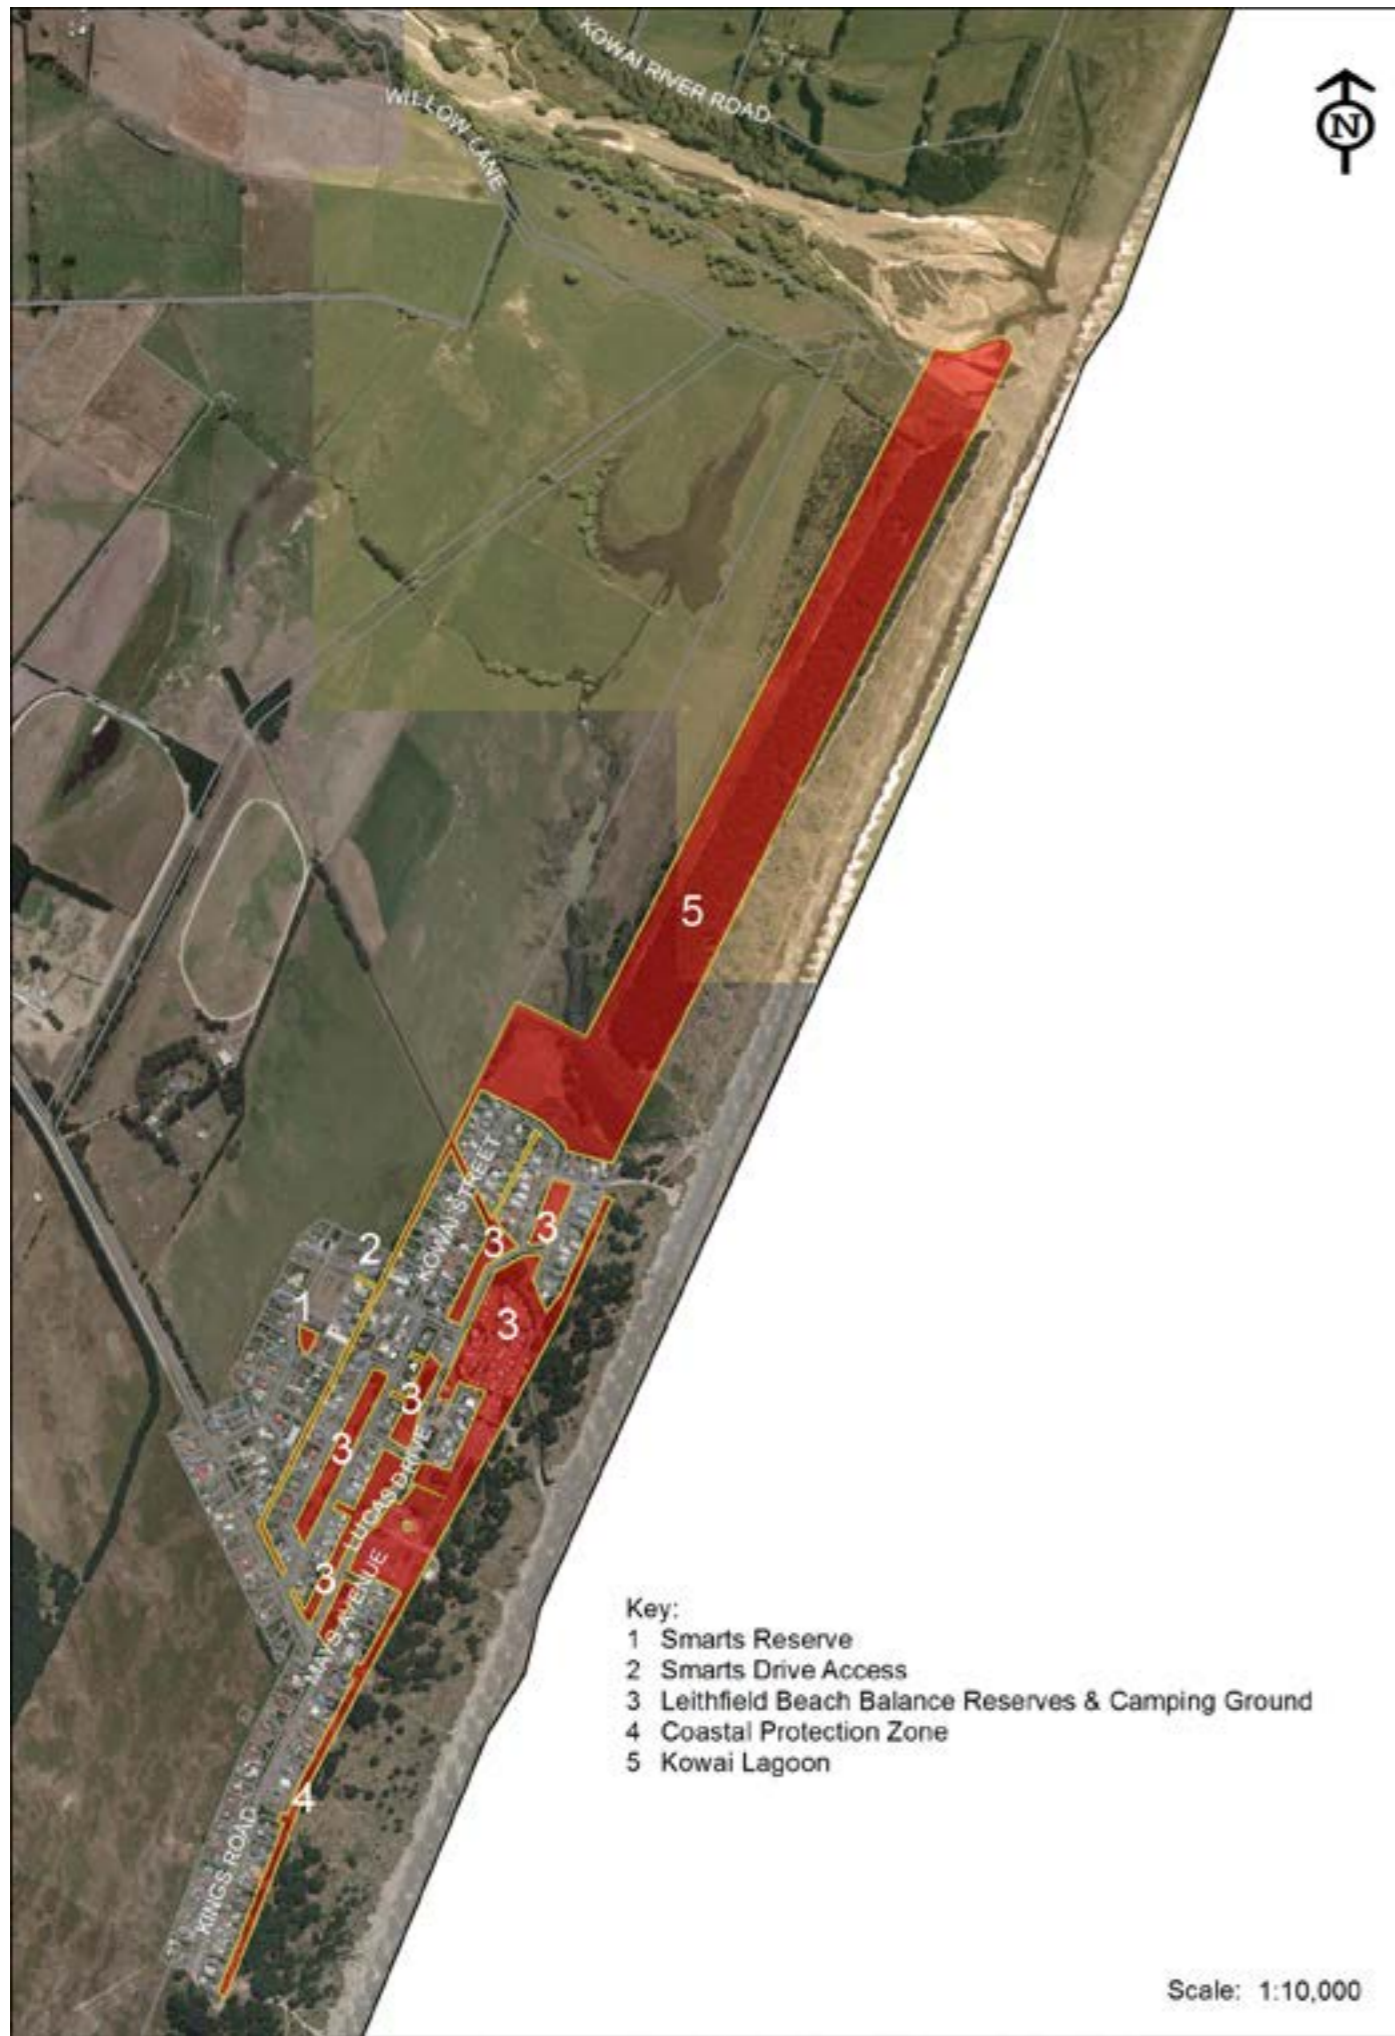 KOWAI RIVER ROAD
WILLOW LANE
N
5
KOWAI STREET
2
3
3
1
3
3
3
LUCAS DRIVE
3
MAYS AVENUE
4
KINGS ROAD
Key:
1 Smarts Reserve
2 Smarts Drive Access
3 Leithfield Beach Balance Reserves & Camping Ground
4 Coastal Protection Zone
5 Kowai Lagoon
Scale: 1:10,000